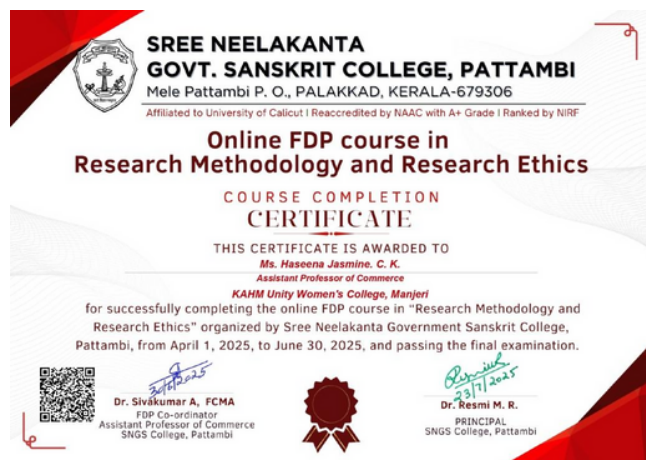 SREE NEELAKANTA
GOVT. SANSKRIT COLLEGE, PATTAMBI
Mele Pattambi P. O., PALAKKAD, KERALA-679306
Affiliated to University of Calicut I Reaccredited by NAAC with A+ Grade I Ranked by NIRF
Online FDP course in
Research Methodology and Research Ethics
COURSE COMPLETION
CERTIFICATE
THIS CERTIFICATE IS AWARDED TO
Ms. Haseena Jasmine. C. K.
Assistant Professor of Commerce
KAHM Unity Women's College, Manjeri
for successfully completing the online FDP course in "Research Methodology and
Research Ethics" organized by Sree Neelakanta Government Sanskrit College,
Pattambi, from April 1, 2025, to June 30, 2025, and passing the final examination.
30/6/2025
Dr. Sivakumar A, FCMA
FDP Co-ordinator
Assistant Professor of Commerce
SNGS College, Pattambi
23/7/2025
Dr. Resmi M. R.
PRINCIPAL
SNGS College, Pattambi